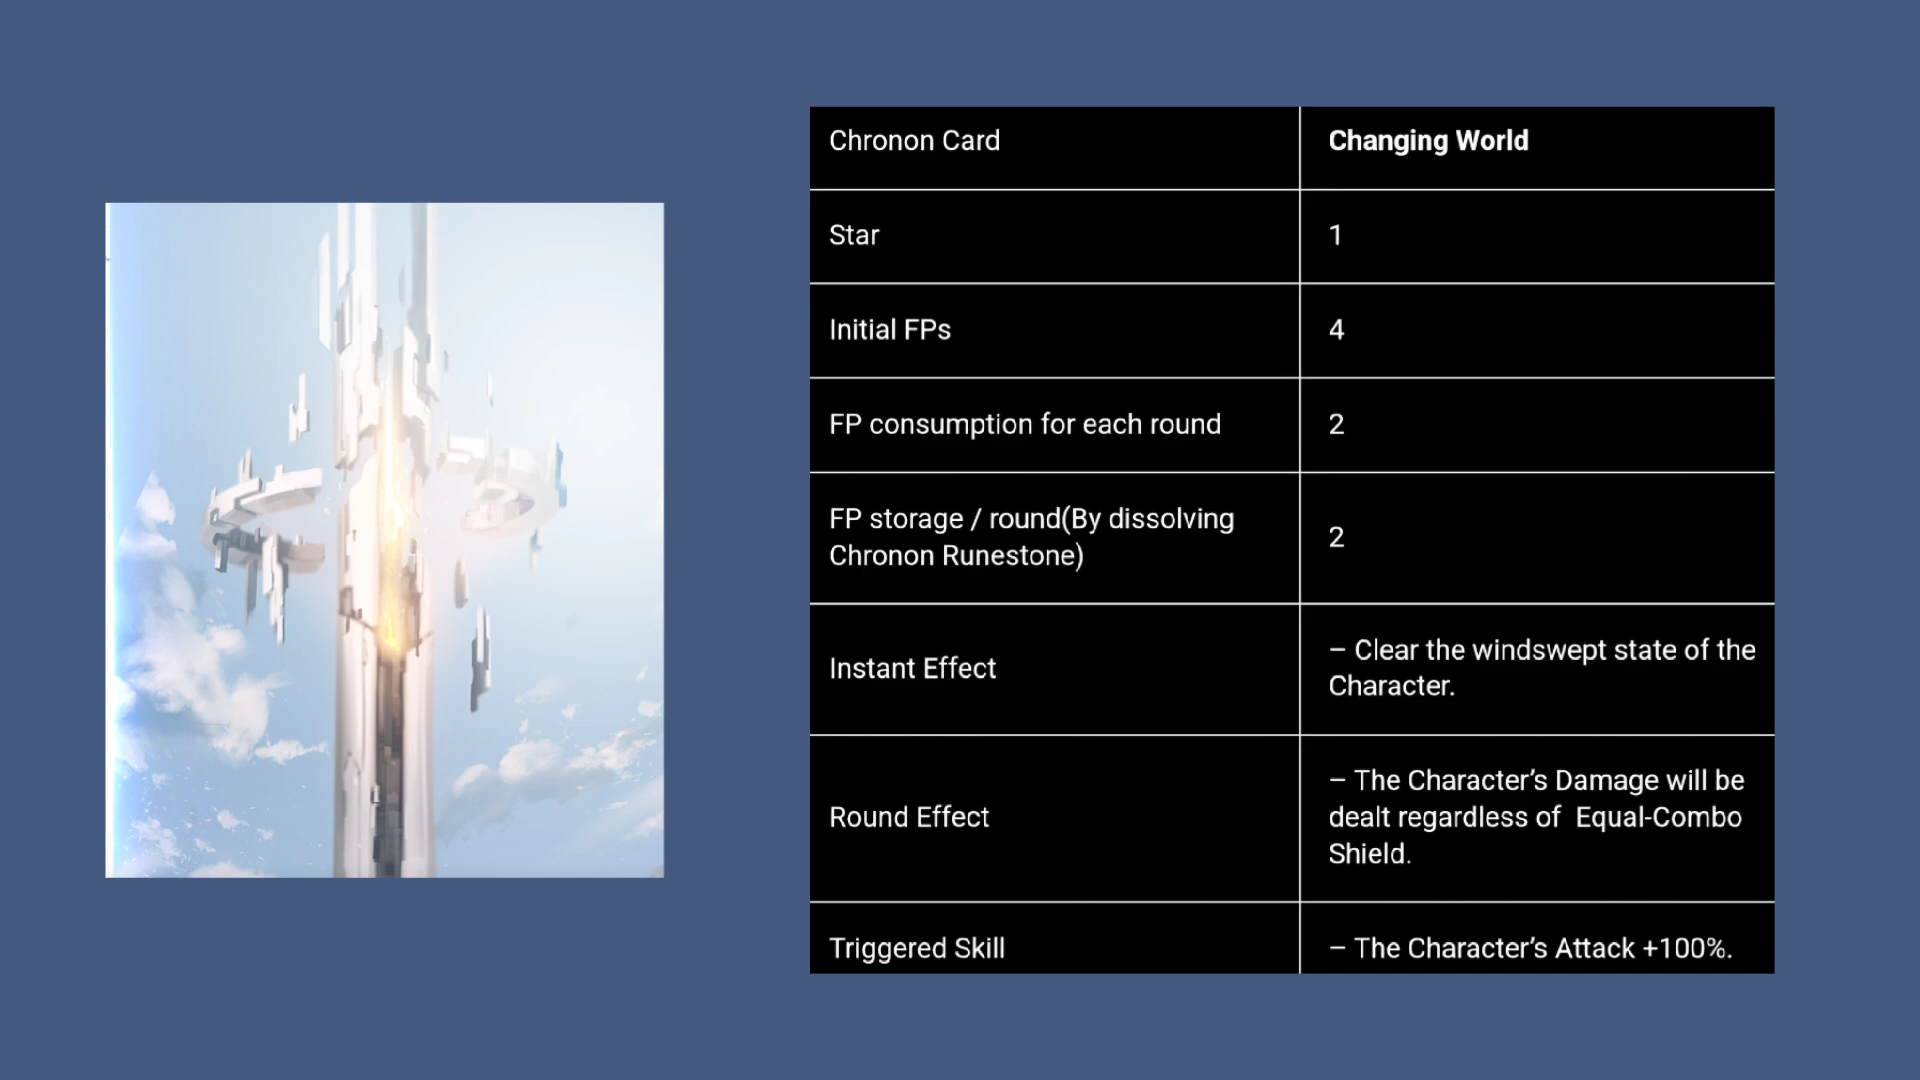 Chronon Card
Changing World
Star
1
Initial FPs
4
FP consumption for each round
2
FP storage / round(By dissolving
Chronon Runestone)
2
Instant Effect
– Clear the windswept state of the
Character.
Round Effect
– The Character’s Damage will be
dealt regardless of  Equal-Combo
Shield.
Triggered Skill
– The Character’s Attack +100%.